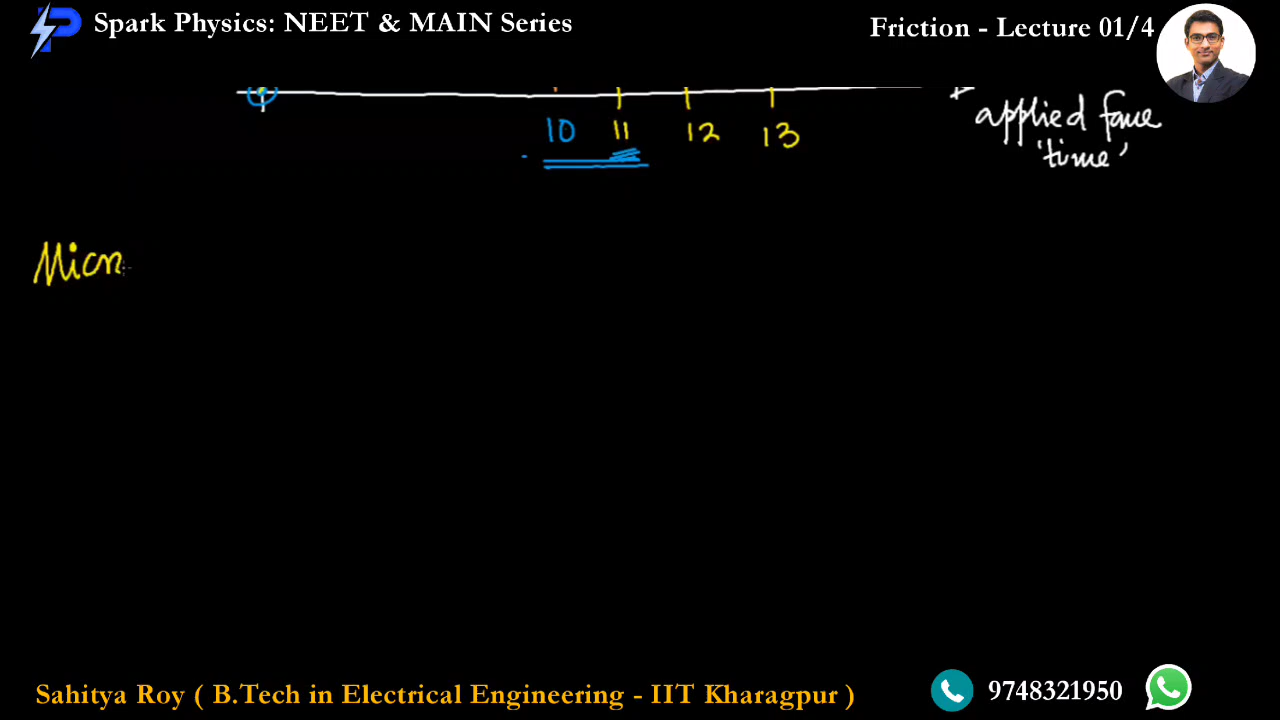 Spark Physics: NEET & MAIN Series
Friction - Lecture 01/4
10 11 12 13
applied force
'time'
Micr
Sahitya Roy ( B.Tech in Electrical Engineering - IIT Kharagpur )
9748321950